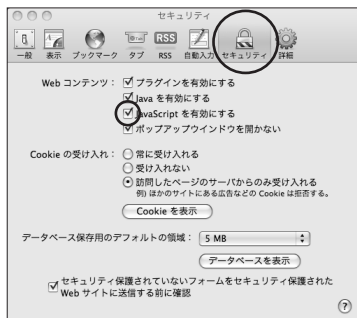 セキュリティ
一般 表示 ブックマーク タブ RSS 自動入力 セキュリティ 詳細
RSS
Web コンテンツ： プラグインを有効にする
Java を有効にする
JavaScript を有効にする
ポップアップウインドウを開かない
Cookie の受け入れ： 常に受け入れる
受け入れない
訪問したページのサーバからのみ受け入れる
例) ほかのサイトにある広告などの Cookie は拒否する。
Cookie を表示
データベース保存用のデフォルトの領域： 5 MB
データベースを表示
セキュリティ保護されていないフォームをセキュリティ保護された
Web サイトに送信する前に確認
?